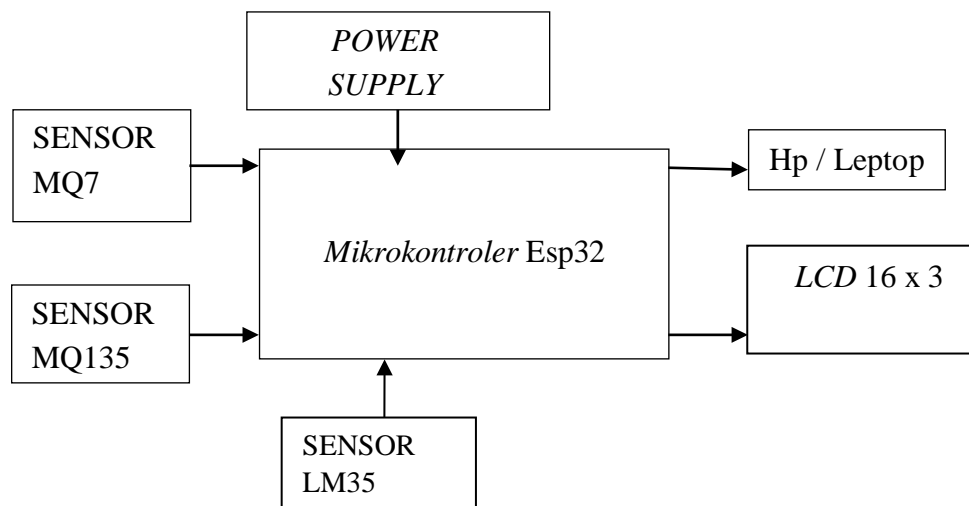 POWER
SUPPLY
SENSOR
MQ7
Hp / Leptop
Mikrokontroler Esp32
LCD 16 x 3
SENSOR
MQ135
SENSOR
LM35